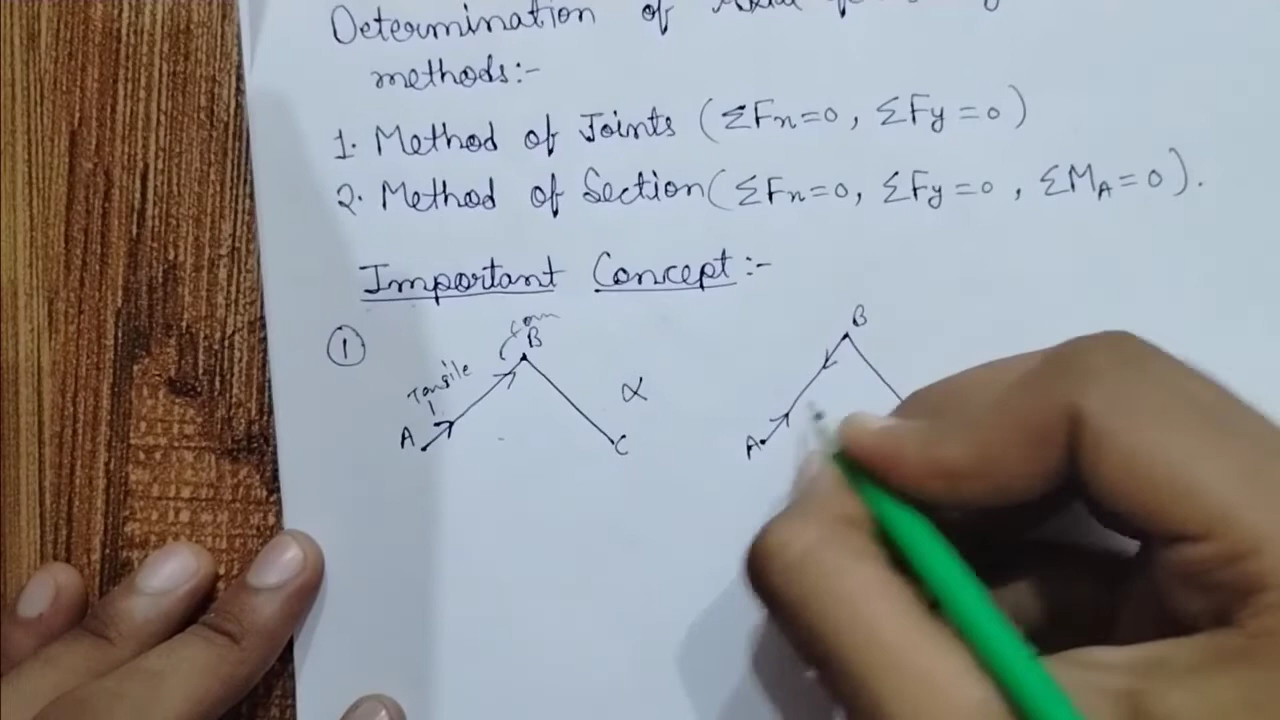 Determination of
methods:-
1. Method of Joints (ΣFx=0, ΣFy=0)
2. Method of Section(ΣFx=0, ΣFy=0, ΣM_A=0).
Important Concept:-
① Com B B
Tensile
A C A